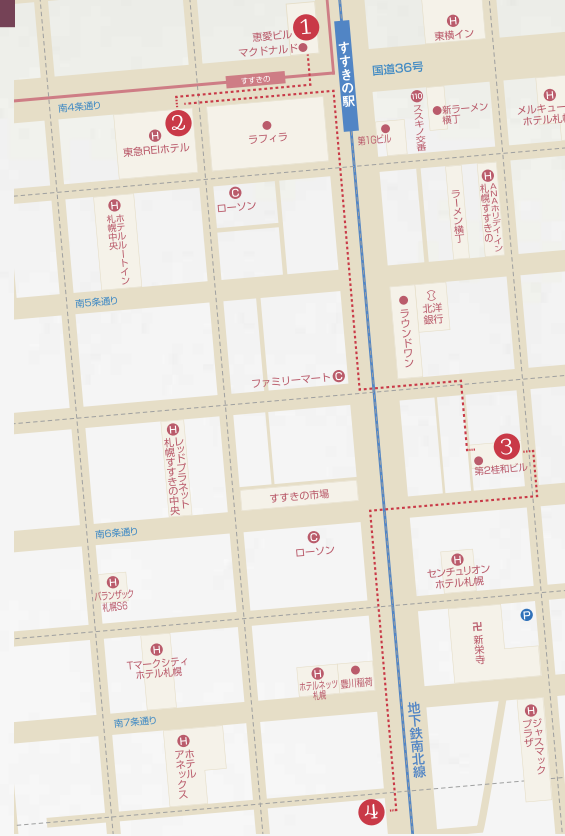 1
恵愛ビル
マクドナルド
すすきの駅
H
東横イン
国道36号
すすきの
南4条通り
2
H
東急REIホテル
ラフィラ
第1Gビル
110
ススキノ交番
新ラーメン
横丁
H
メルキュー
ホテル札幌
C
ローソン
H
ホテルルートイン
札幌中央
ラーメン横丁
H
ANAホリデイ・イン
札幌すすきの
南5条通り
ラウンドワン
北洋
銀行
ファミリーマート C
H
レッドプラネット
札幌すすきの中央
3
第2桂和ビル
すすきの市場
南6条通り
C
ローソン
H
センチュリオン
ホテル札幌
H
バランザック
札幌S6
P
卍
新栄寺
H
Tマークシティ
ホテル札幌
H
ホテルネッツ
札幌
豊川稲荷
南7条通り
地下鉄南北線
H
ジャスマック
プラザ
H
ホテル
アネックス
4